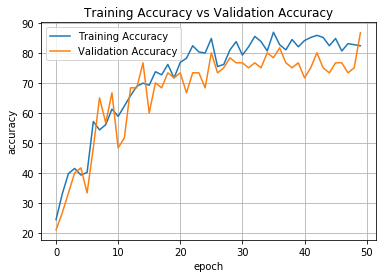 Training Accuracy vs Validation Accuracy
Training Accuracy
Validation Accuracy
accuracy
90
80
70
60
50
40
30
20
0 10 20 30 40 50
epoch